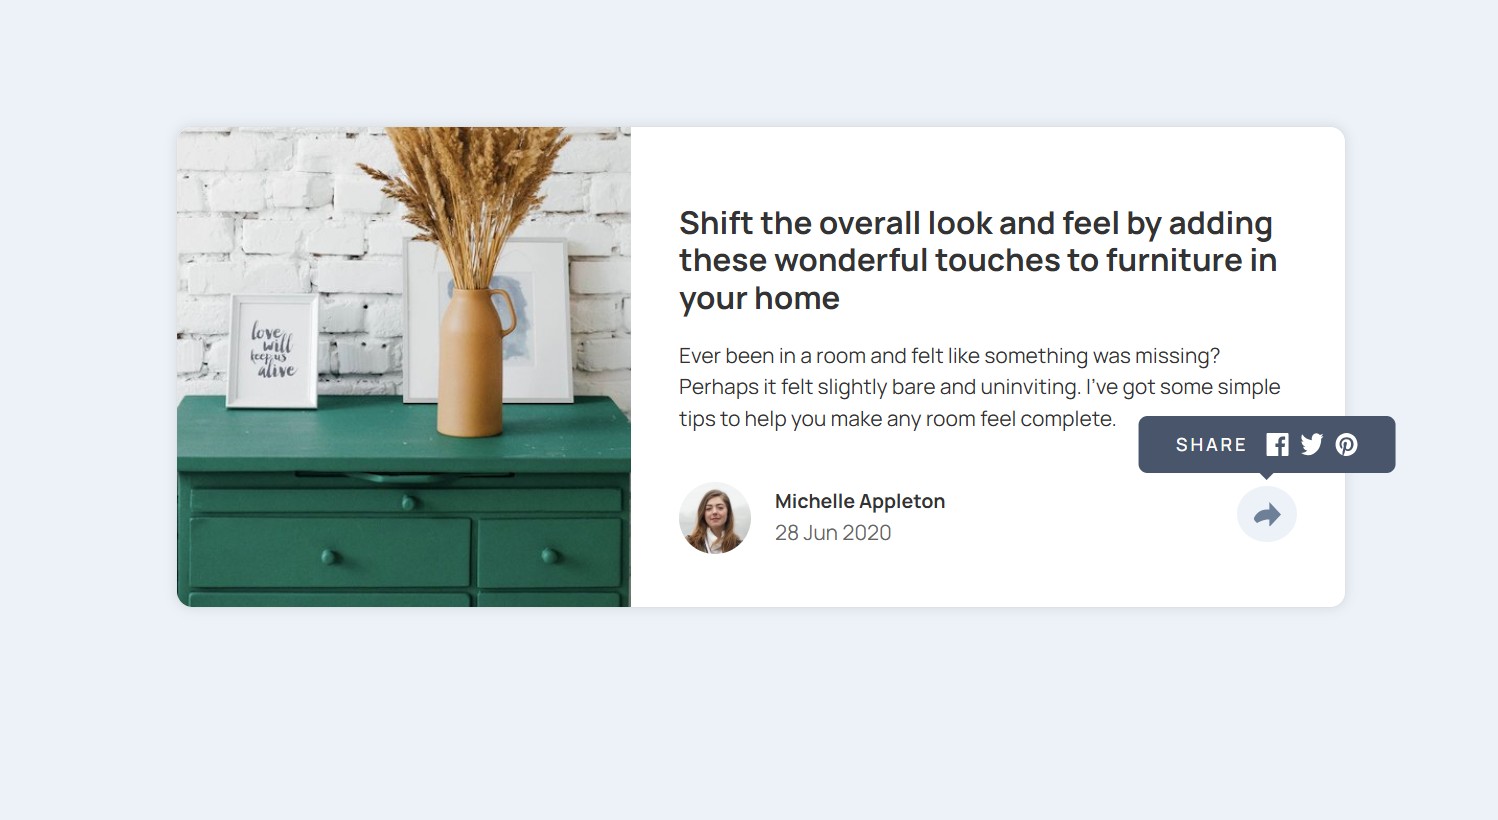 love
will
keep us
alive
Shift the overall look and feel by adding
these wonderful touches to furniture in
your home
Ever been in a room and felt like something was missing?
Perhaps it felt slightly bare and uninviting. I've got some simple
tips to help you make any room feel complete.
SHARE
Michelle Appleton
28 Jun 2020